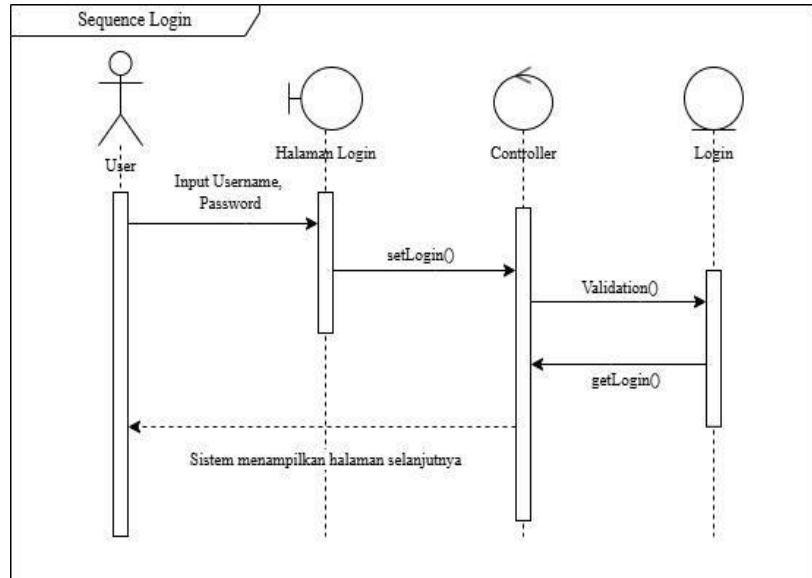 Sequence Login
User
Halaman Login
Controller
Login
Input Username,
Password
setLogin()
Validation()
getLogin()
Sistem menampilkan halaman selanjutnya